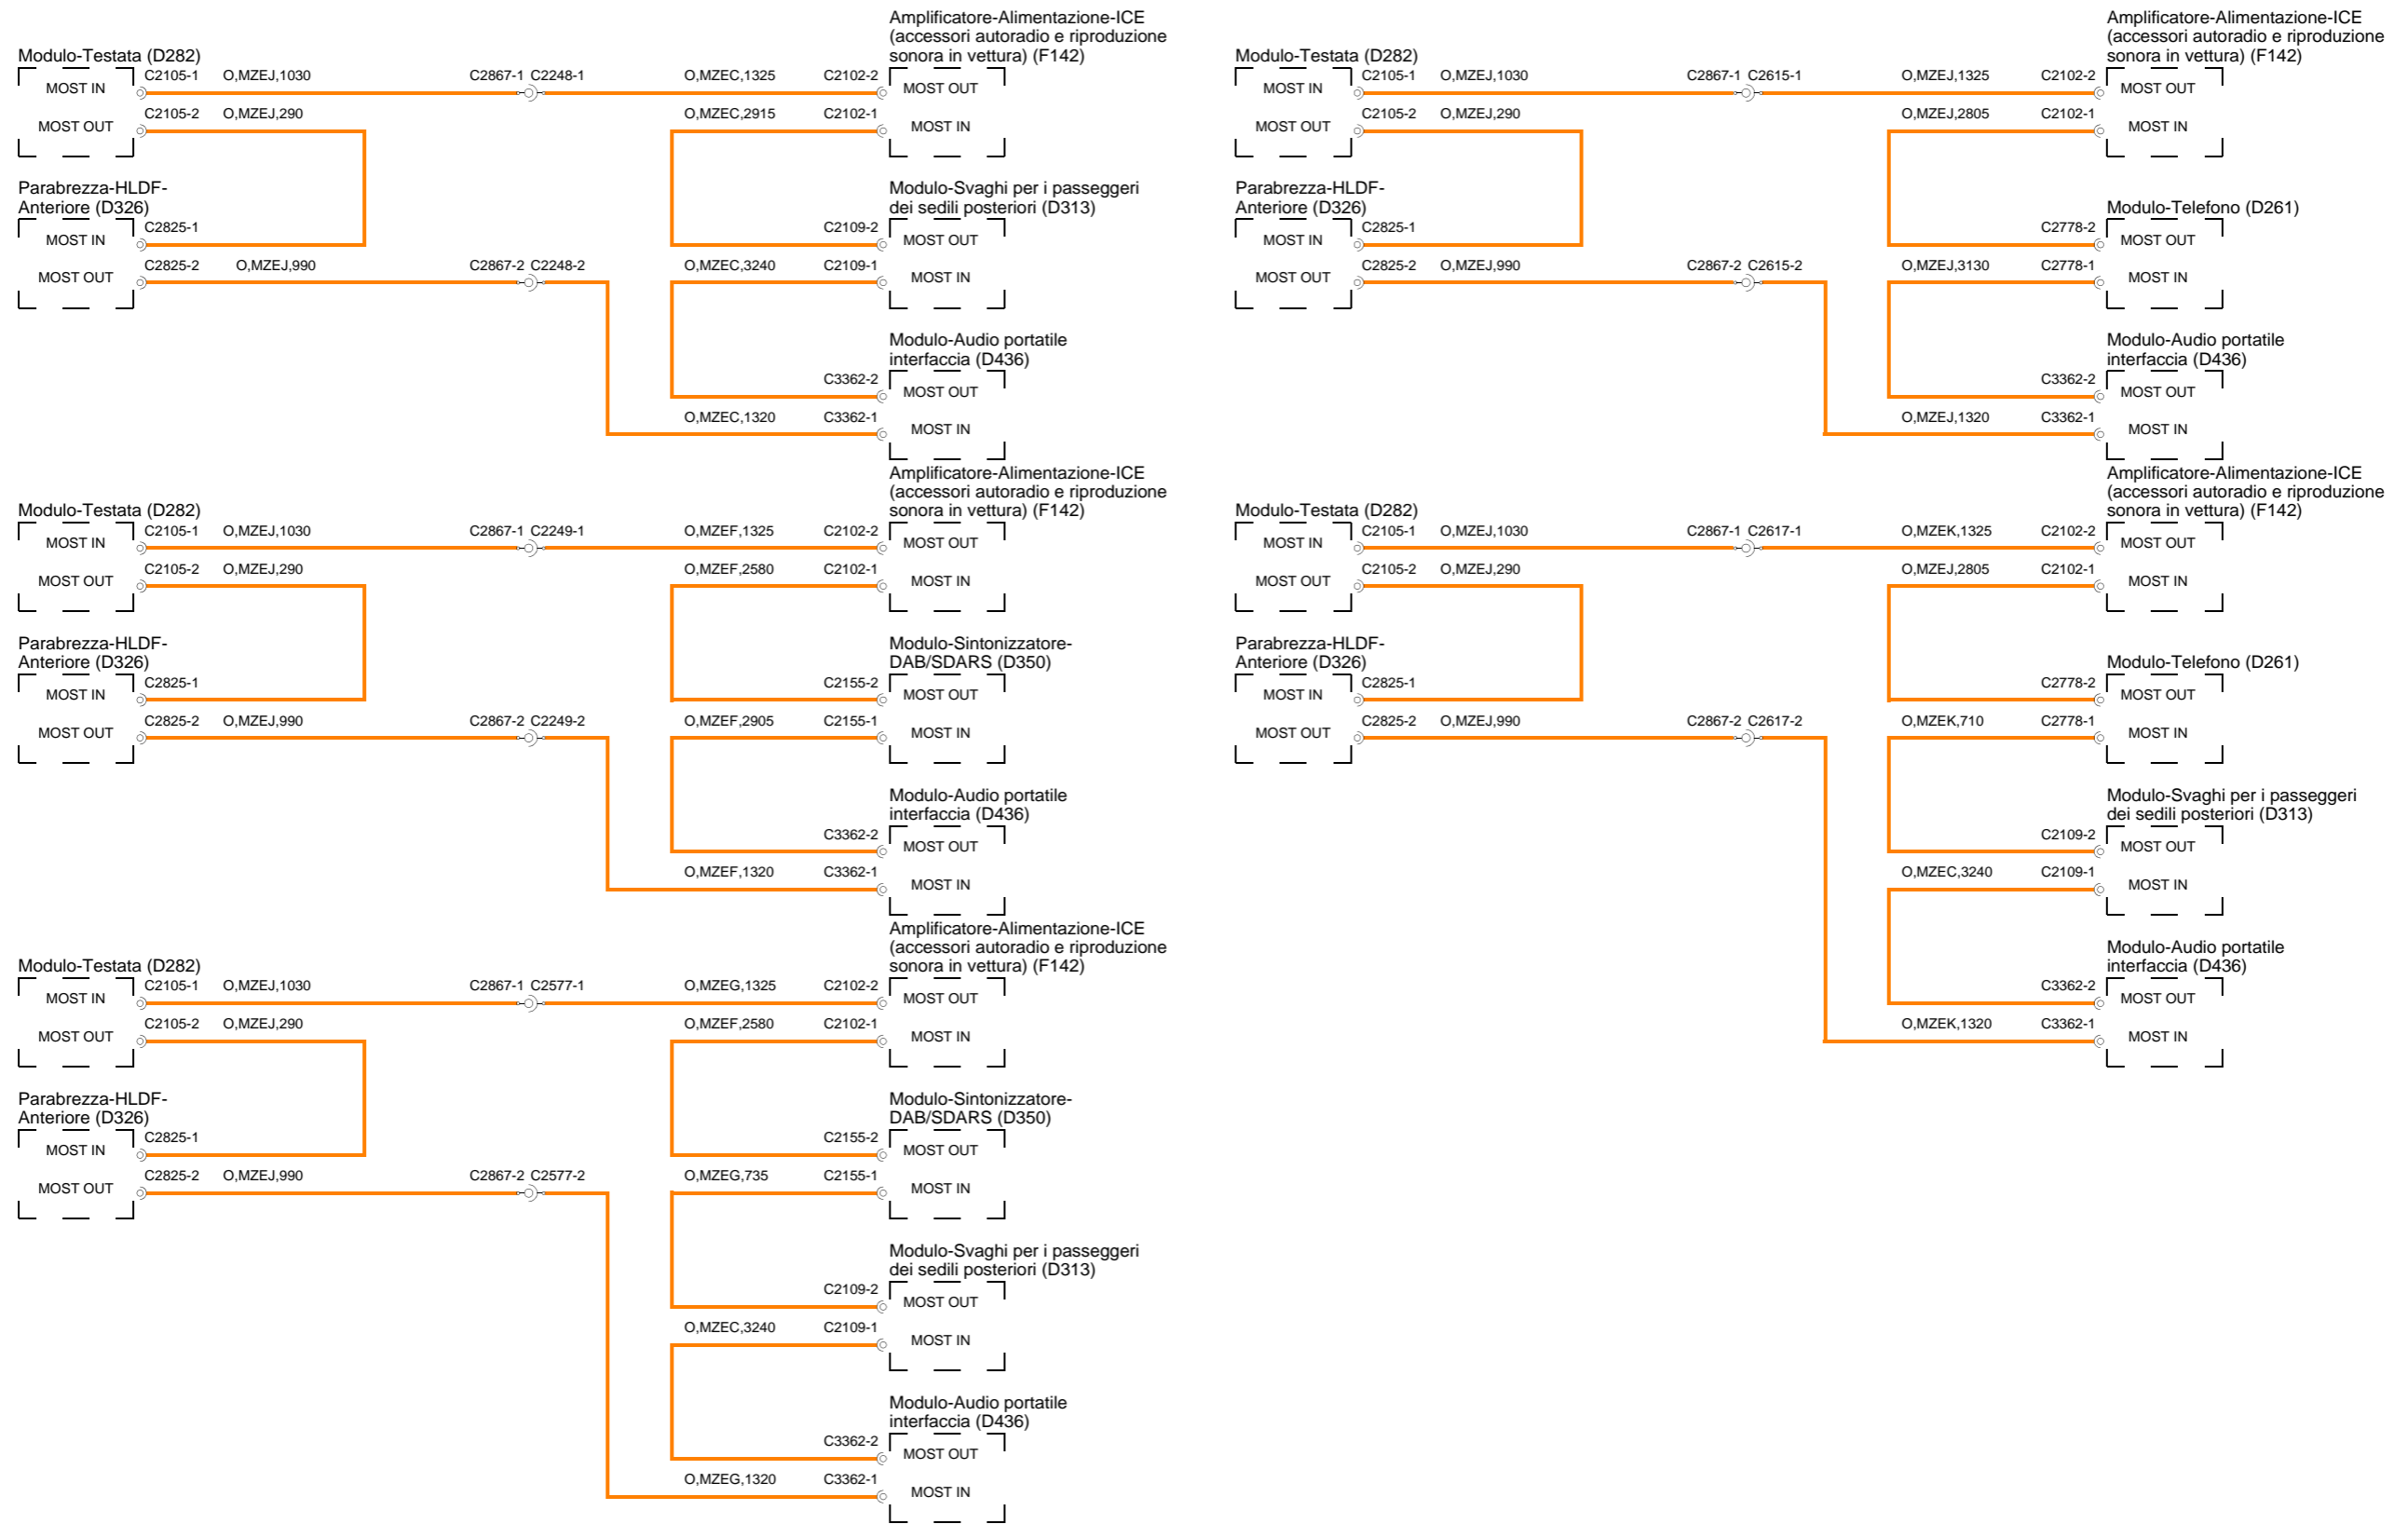 Amplificatore-Alimentazione-ICE
(accessori autoradio e riproduzione
sonora in vettura) (F142)
Modulo-Testata (D282)
C2105-1 O,MZEJ,1030 C2867-1 C2248-1 O,MZEC,1325 C2102-2
MOST IN MOST OUT
C2105-2 O,MZEJ,290 O,MZEC,2915 C2102-1
MOST OUT MOST IN
Parabrezza-HLDF-
Anteriore (D326)
Modulo-Svaghi per i passeggeri
dei sedili posteriori (D313)
C2825-1 C2109-2
MOST IN MOST OUT
C2825-2 O,MZEJ,990 C2867-2 C2248-2 O,MZEC,3240 C2109-1
MOST OUT MOST IN
Modulo-Audio portatile
interfaccia (D436)
C3362-2
MOST OUT
O,MZEC,1320 C3362-1
MOST IN
Amplificatore-Alimentazione-ICE
(accessori autoradio e riproduzione
sonora in vettura) (F142)
Modulo-Testata (D282)
C2105-1 O,MZEJ,1030 C2867-1 C2249-1 O,MZEF,1325 C2102-2
MOST IN MOST OUT
C2105-2 O,MZEJ,290 O,MZEF,2580 C2102-1
MOST OUT MOST IN
Parabrezza-HLDF-
Anteriore (D326)
Modulo-Sintonizzatore-
DAB/SDARS (D350)
C2825-1 C2155-2
MOST IN MOST OUT
C2825-2 O,MZEJ,990 C2867-2 C2249-2 O,MZEF,2905 C2155-1
MOST OUT MOST IN
Modulo-Audio portatile
interfaccia (D436)
C3362-2
MOST OUT
O,MZEF,1320 C3362-1
MOST IN
Amplificatore-Alimentazione-ICE
(accessori autoradio e riproduzione
sonora in vettura) (F142)
Modulo-Testata (D282)
C2105-1 O,MZEJ,1030 C2867-1 C2577-1 O,MZEG,1325 C2102-2
MOST IN MOST OUT
C2105-2 O,MZEJ,290 O,MZEF,2580 C2102-1
MOST OUT MOST IN
Parabrezza-HLDF-
Anteriore (D326)
Modulo-Sintonizzatore-
DAB/SDARS (D350)
C2825-1 C2155-2
MOST IN MOST OUT
C2825-2 O,MZEJ,990 C2867-2 C2577-2 O,MZEG,735 C2155-1
MOST OUT MOST IN
Modulo-Svaghi per i passeggeri
dei sedili posteriori (D313)
C2109-2
MOST OUT
O,MZEC,3240 C2109-1
MOST IN
Modulo-Audio portatile
interfaccia (D436)
C3362-2
MOST OUT
O,MZEG,1320 C3362-1
MOST IN
Amplificatore-Alimentazione-ICE
(accessori autoradio e riproduzione
sonora in vettura) (F142)
Modulo-Testata (D282)
C2105-1 O,MZEJ,1030 C2867-1 C2615-1 O,MZEJ,1325 C2102-2
MOST IN MOST OUT
C2105-2 O,MZEJ,290 O,MZEJ,2805 C2102-1
MOST OUT MOST IN
Parabrezza-HLDF-
Anteriore (D326)
Modulo-Telefono (D261)
C2825-1 C2778-2
MOST IN MOST OUT
C2825-2 O,MZEJ,990 C2867-2 C2615-2 O,MZEJ,3130 C2778-1
MOST OUT MOST IN
Modulo-Audio portatile
interfaccia (D436)
C3362-2
MOST OUT
O,MZEJ,1320 C3362-1
MOST IN
Amplificatore-Alimentazione-ICE
(accessori autoradio e riproduzione
sonora in vettura) (F142)
Modulo-Testata (D282)
C2105-1 O,MZEJ,1030 C2867-1 C2617-1 O,MZEK,1325 C2102-2
MOST IN MOST OUT
C2105-2 O,MZEJ,290 O,MZEJ,2805 C2102-1
MOST OUT MOST IN
Parabrezza-HLDF-
Anteriore (D326)
Modulo-Telefono (D261)
C2825-1 C2778-2
MOST IN MOST OUT
C2825-2 O,MZEJ,990 C2867-2 C2617-2 O,MZEK,710 C2778-1
MOST OUT MOST IN
Modulo-Svaghi per i passeggeri
dei sedili posteriori (D313)
C2109-2
MOST OUT
O,MZEC,3240 C2109-1
MOST IN
Modulo-Audio portatile
interfaccia (D436)
C3362-2
MOST OUT
O,MZEK,1320 C3362-1
MOST IN